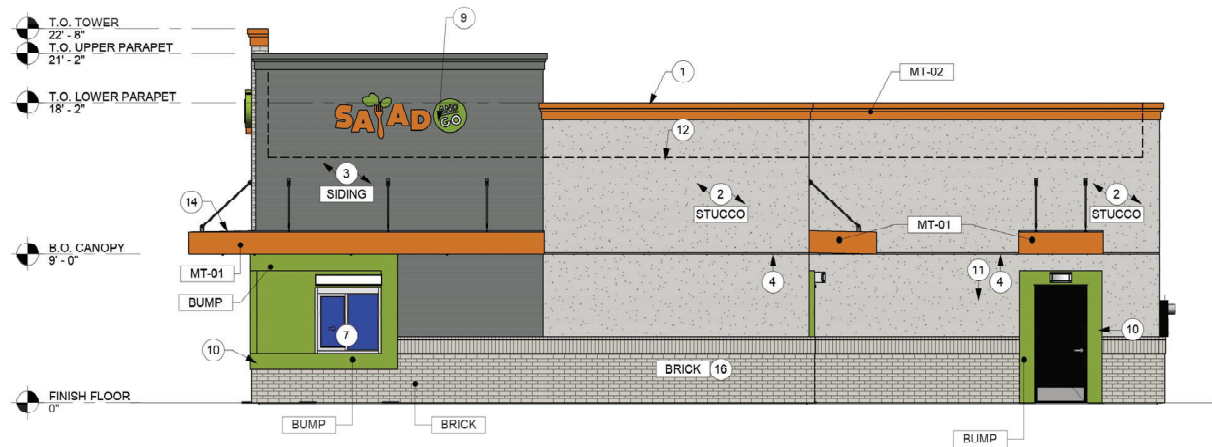 T.O. TOWER
22' - 8"
T.O. UPPER PARAPET
21' - 2"
T.O. LOWER PARAPET
18' - 2"
9
1
MT-02
SALAD AND GO
12
3
SIDING
2
STUCCO
2
STUCCO
14
MT-01
B.O. CANOPY
9' - 0"
MT-01
BUMP
4
11
4
7
10
10
BRICK 16
FINISH FLOOR
0"
BUMP
BRICK
BUMP